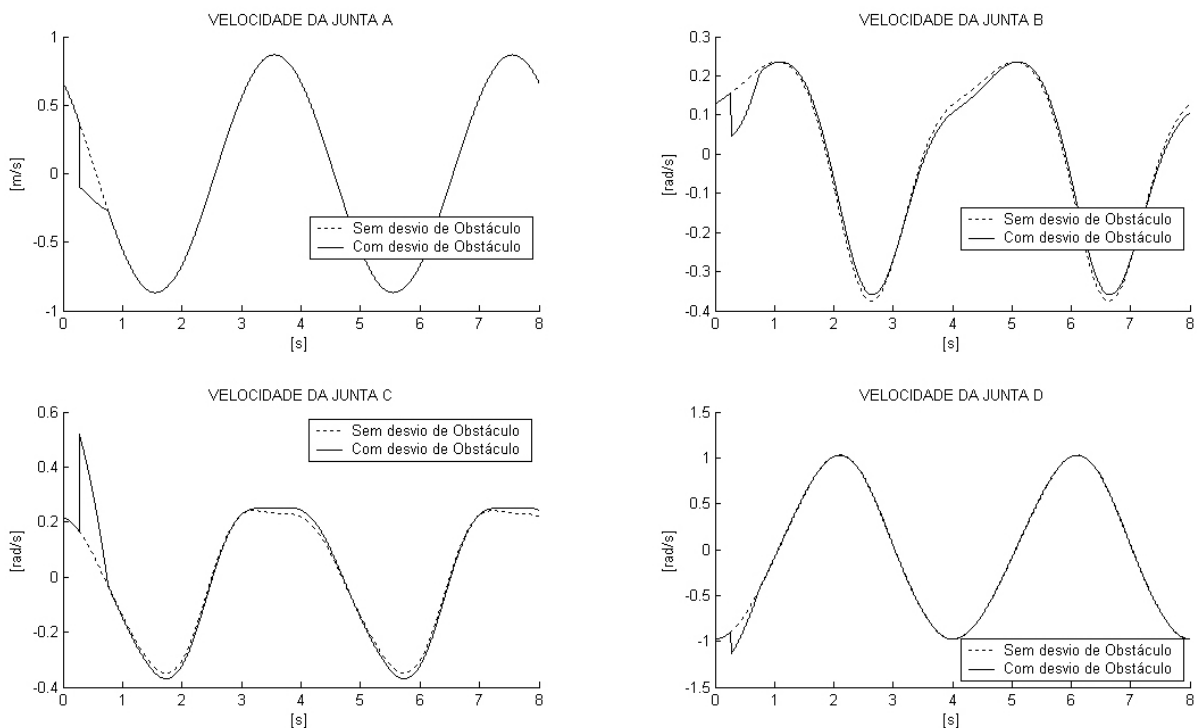 VELOCIDADE DA JUNTA A
1
0.5
0
-0.5
-1
[m/s]
Sem desvio de Obstáculo
Com desvio de Obstáculo
0 1 2 3 4 5 6 7 8
[s]
VELOCIDADE DA JUNTA B
0.3
0.2
0.1
0
-0.1
-0.2
-0.3
-0.4
[rad/s]
Sem desvio de Obstáculo
Com desvio de Obstáculo
0 1 2 3 4 5 6 7 8
[s]
VELOCIDADE DA JUNTA C
0.6
0.4
0.2
0
-0.2
-0.4
[rad/s]
Sem desvio de Obstáculo
Com desvio de Obstáculo
0 1 2 3 4 5 6 7 8
[s]
VELOCIDADE DA JUNTA D
1.5
1
0.5
0
-0.5
-1
-1.5
[rad/s]
Sem desvio de Obstáculo
Com desvio de Obstáculo
0 1 2 3 4 5 6 7 8
[s]